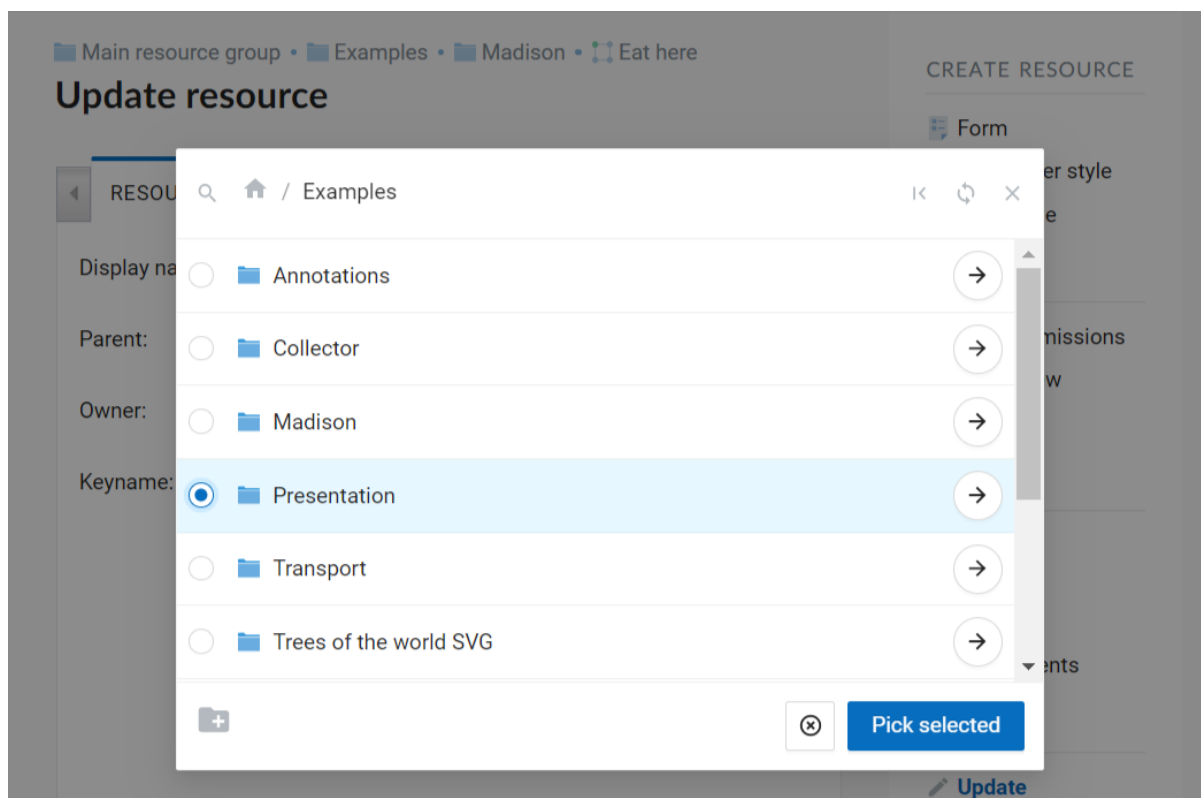 Main resource group • Examples • Madison • Eat here
Update resource
CREATE RESOURCE
Form
er style
e
RESOU
/ Examples
Display na
Annotations
Parent:
Collector
missions
w
Owner:
Madison
Keyname:
Presentation
Transport
Trees of the world SVG
ents
Pick selected
Update